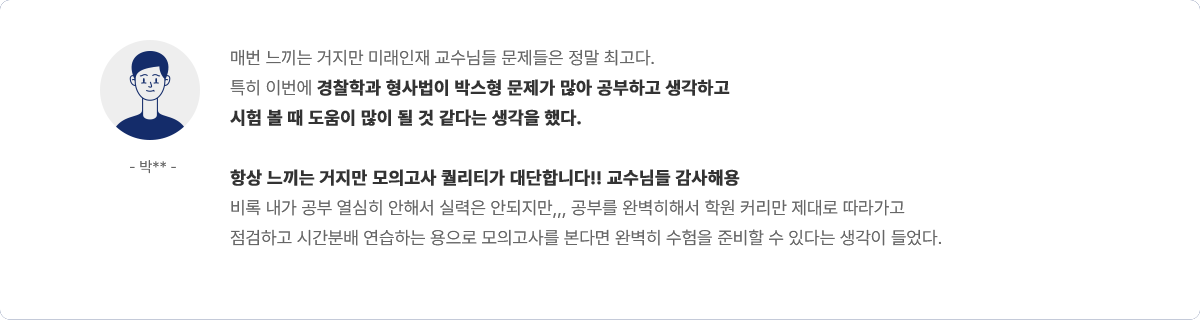 매번 느끼는 거지만 미래인재 교수님들 문제들은 정말 최고다.
특히 이번에 경찰학과 형사법이 박스형 문제가 많아 공부하고 생각하고
시험 볼 때 도움이 많이 될 것 같다는 생각을 했다.
- 박** -
항상 느끼는 거지만 모의고사 퀄리티가 대단합니다!! 교수님들 감사해용
비록 내가 공부 열심히 안해서 실력은 안되지만,,, 공부를 완벽히해서 학원 커리만 제대로 따라가고
점검하고 시간분배 연습하는 용으로 모의고사를 본다면 완벽히 수험을 준비할 수 있다는 생각이 들었다.